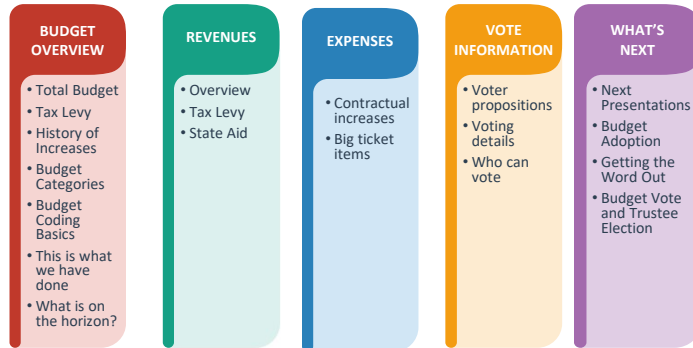 BUDGET
OVERVIEW
• Total Budget
• Tax Levy
• History of
Increases
• Budget
Categories
• Budget
Coding
Basics
• This is what
we have
done
• What is on
the horizon?
REVENUES
• Overview
• Tax Levy
• State Aid
EXPENSES
• Contractual
increases
• Big ticket
items
VOTE
INFORMATION
• Voter
propositions
• Voting
details
• Who can
vote
WHAT'S
NEXT
• Next
Presentations
• Budget
Adoption
• Getting the
Word Out
• Budget Vote
and Trustee
Election